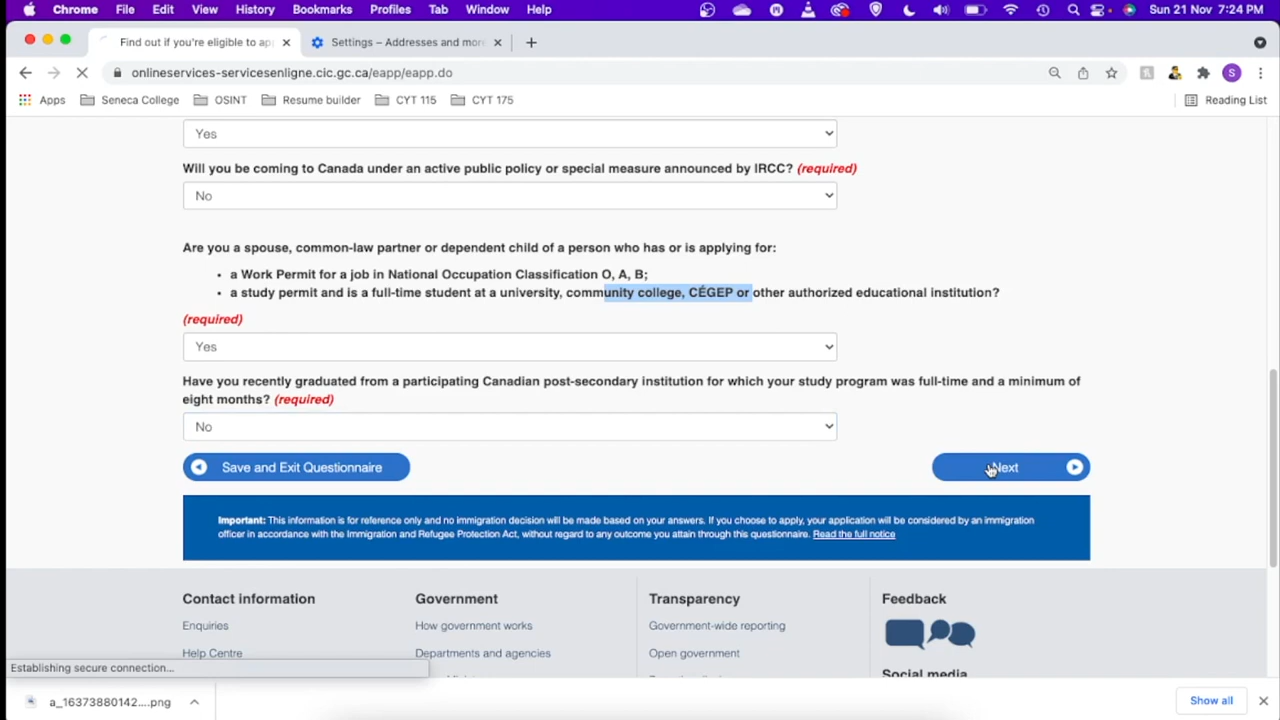 Chrome File Edit View History Bookmarks Profiles Tab Window Help Sun 21 Nov 7:24 PM
Find out if you're eligible to ap Settings – Addresses and more
onlineservices-servicesenligne.cic.gc.ca/eapp/eapp.do S
Apps Seneca College OSINT Resume builder CYT 115 CYT 175 Reading List
Yes
Will you be coming to Canada under an active public policy or special measure announced by IRCC? (required)
No
Are you a spouse, common-law partner or dependent child of a person who has or is applying for:
• a Work Permit for a job in National Occupation Classification O, A, B;
• a study permit and is a full-time student at a university, community college, CÉGEP or other authorized educational institution?
(required)
Yes
Have you recently graduated from a participating Canadian post-secondary institution for which your study program was full-time and a minimum of
eight months? (required)
No
Save and Exit Questionnaire Next
Important: This information is for reference only and no immigration decision will be made based on your answers. If you choose to apply, your application will be considered by an immigration
officer in accordance with the Immigration and Refugee Protection Act, without regard to any outcome you attain through this questionnaire. Read the full notice
Contact information Government Transparency Feedback
Enquiries How government works Government-wide reporting
Help Centre Departments and agencies Open government
Social media
Establishing secure connection...
a_16373880142....png Show all